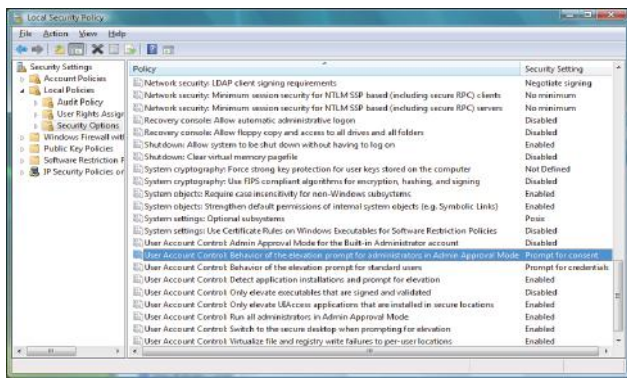 Local Security Policy
File Action View Help
Security Settings
Account Policies
Local Policies
Audit Policy
User Rights Assigr
Security Options
Windows Firewall wit
Public Key Policies
Software Restriction F
IP Security Policies or
Policy Security Setting
Network security: LDAP client signing requirements Negotiate signing
Network security: Minimum session security for NTLM SSP based (including secure RPC) clients No minimum
Network security: Minimum session security for NTLM SSP based (including secure RPC) servers No minimum
Recovery console: Allow automatic administrative logon Disabled
Recovery console: Allow floppy copy and access to all drives and all folders Disabled
Shutdown: Allow system to be shut down without having to log on Enabled
Shutdown: Clear virtual memory pagefile Disabled
System cryptography: Force strong key protection for user keys stored on the computer Not Defined
System cryptography: Use FIPS compliant algorithms for encryption, hashing, and signing Disabled
System objects: Require case insensitivity for non-Windows subsystems Enabled
System objects: Strengthen default permissions of internal system objects (e.g. Symbolic Links) Enabled
System settings: Optional subsystems Posix
System settings: Use Certificate Rules on Windows Executables for Software Restriction Policies Disabled
User Account Control: Admin Approval Mode for the Built-in Administrator account Disabled
User Account Control: Behavior of the elevation prompt for administrators in Admin Approval Mode Prompt for consent
User Account Control: Behavior of the elevation prompt for standard users Prompt for credentials
User Account Control: Detect application installations and prompt for elevation Enabled
User Account Control: Only elevate executables that are signed and validated Disabled
User Account Control: Only elevate UIAccess applications that are installed in secure locations Enabled
User Account Control: Run all administrators in Admin Approval Mode Enabled
User Account Control: Switch to the secure desktop when prompting for elevation Enabled
User Account Control: Virtualize file and registry write failures to per-user locations Enabled